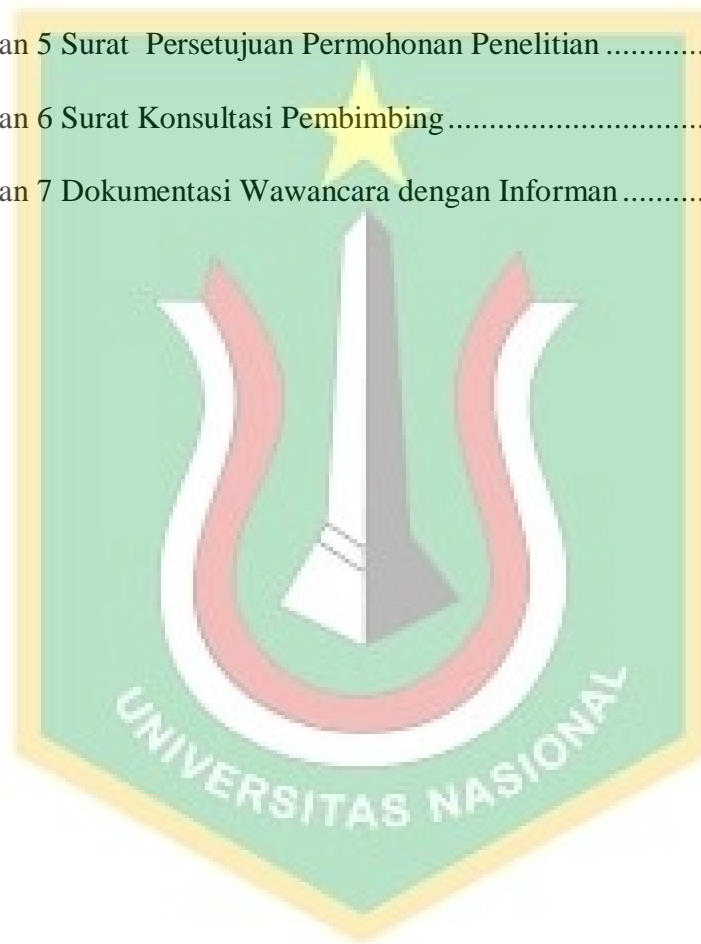 an 5 Surat Persetujuan Permohonan Penelitian ............
an 6 Surat Konsultasi Pembimbing............................
an 7 Dokumentasi Wawancara dengan Informan ..........
UNIVERSITAS NASIONAL